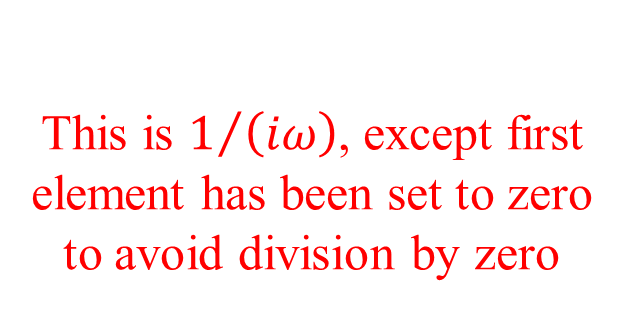 This is 1/(𝑖𝜔), except first
element has been set to zero
to avoid division by zero